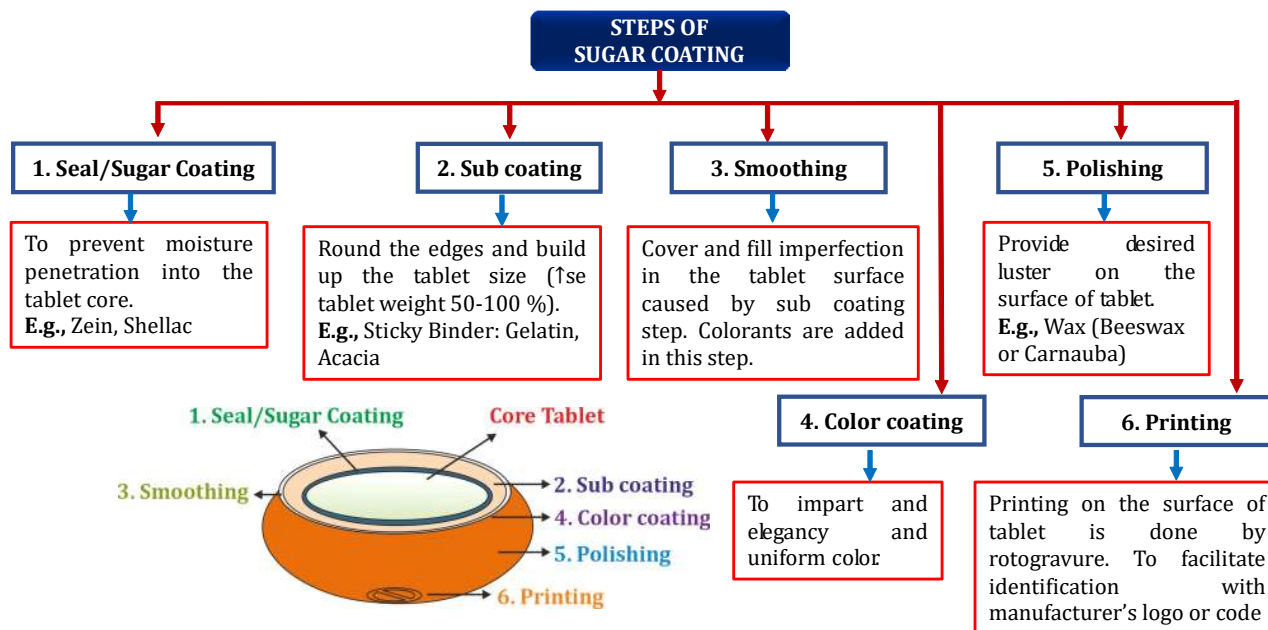 STEPS OF
SUGAR COATING
1. Seal/Sugar Coating
To prevent moisture
penetration into the
tablet core.
E.g., Zein, Shellac
2. Sub coating
Round the edges and build
up the tablet size (↑se
tablet weight 50-100 %).
E.g., Sticky Binder: Gelatin,
Acacia
3. Smoothing
Cover and fill imperfection
in the tablet surface
caused by sub coating
step. Colorants are added
in this step.
5. Polishing
Provide desired
luster on the
surface of tablet.
E.g., Wax (Beeswax
or Carnauba)
4. Color coating
To impart and
elegancy and
uniform color.
6. Printing
Printing on the surface of
tablet is done by
rotogravure. To facilitate
identification with
manufacturer's logo or code
1. Seal/Sugar Coating
Core Tablet
3. Smoothing
2. Sub coating
4. Color coating
5. Polishing
6. Printing